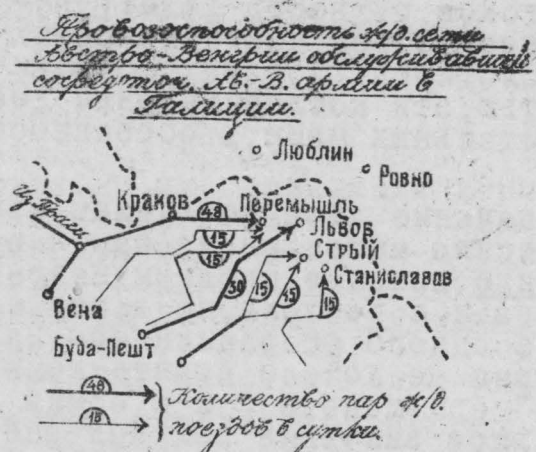 Провозоспособность ж/д. сети
Австро-Венгрии обслуживавшей
сосредоточ. Ав.-В. армии в
Галиции.
Люблин
Ровно
Из Праги
Краков
48
Перемышль
15
Львов
15
Стрый
Станиславов
Вена
30
15
15
15
Буда-Пешт
48
Количество пар ж/д.
15
поездов в сутки.